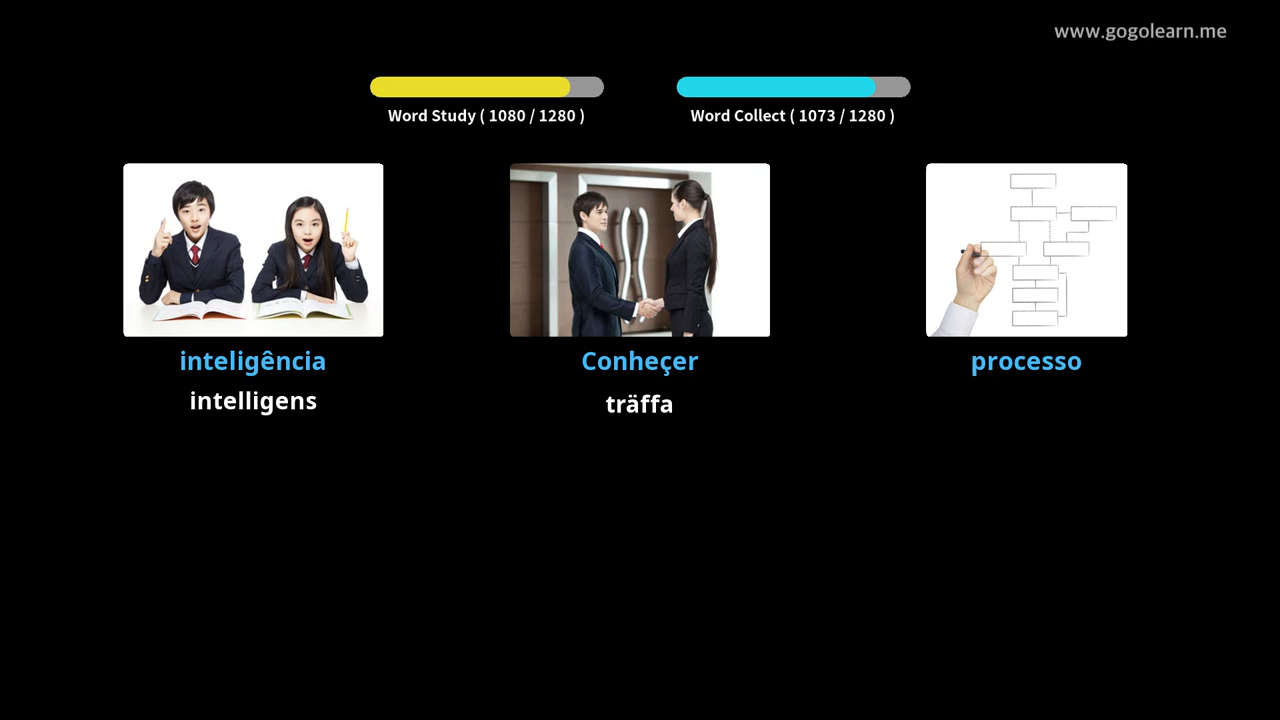 www.gogolearn.me
Word Study ( 1080 / 1280 )
Word Collect ( 1073 / 1280 )
inteligência
Conheçer
processo
intelligens
träffa